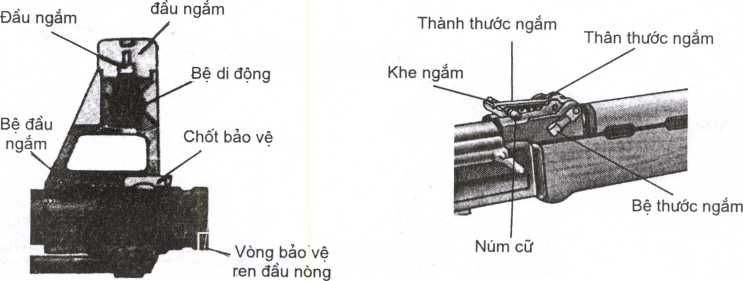 Đầu ngắm
đầu ngắm
Bệ di động
Bệ đầu
ngắm
Chốt bảo vệ
Vòng bảo vệ
ren đầu nòng
Thành thước ngắm
Thân thước ngắm
Khe ngắm
Bệ thước ngắm
Núm cữ